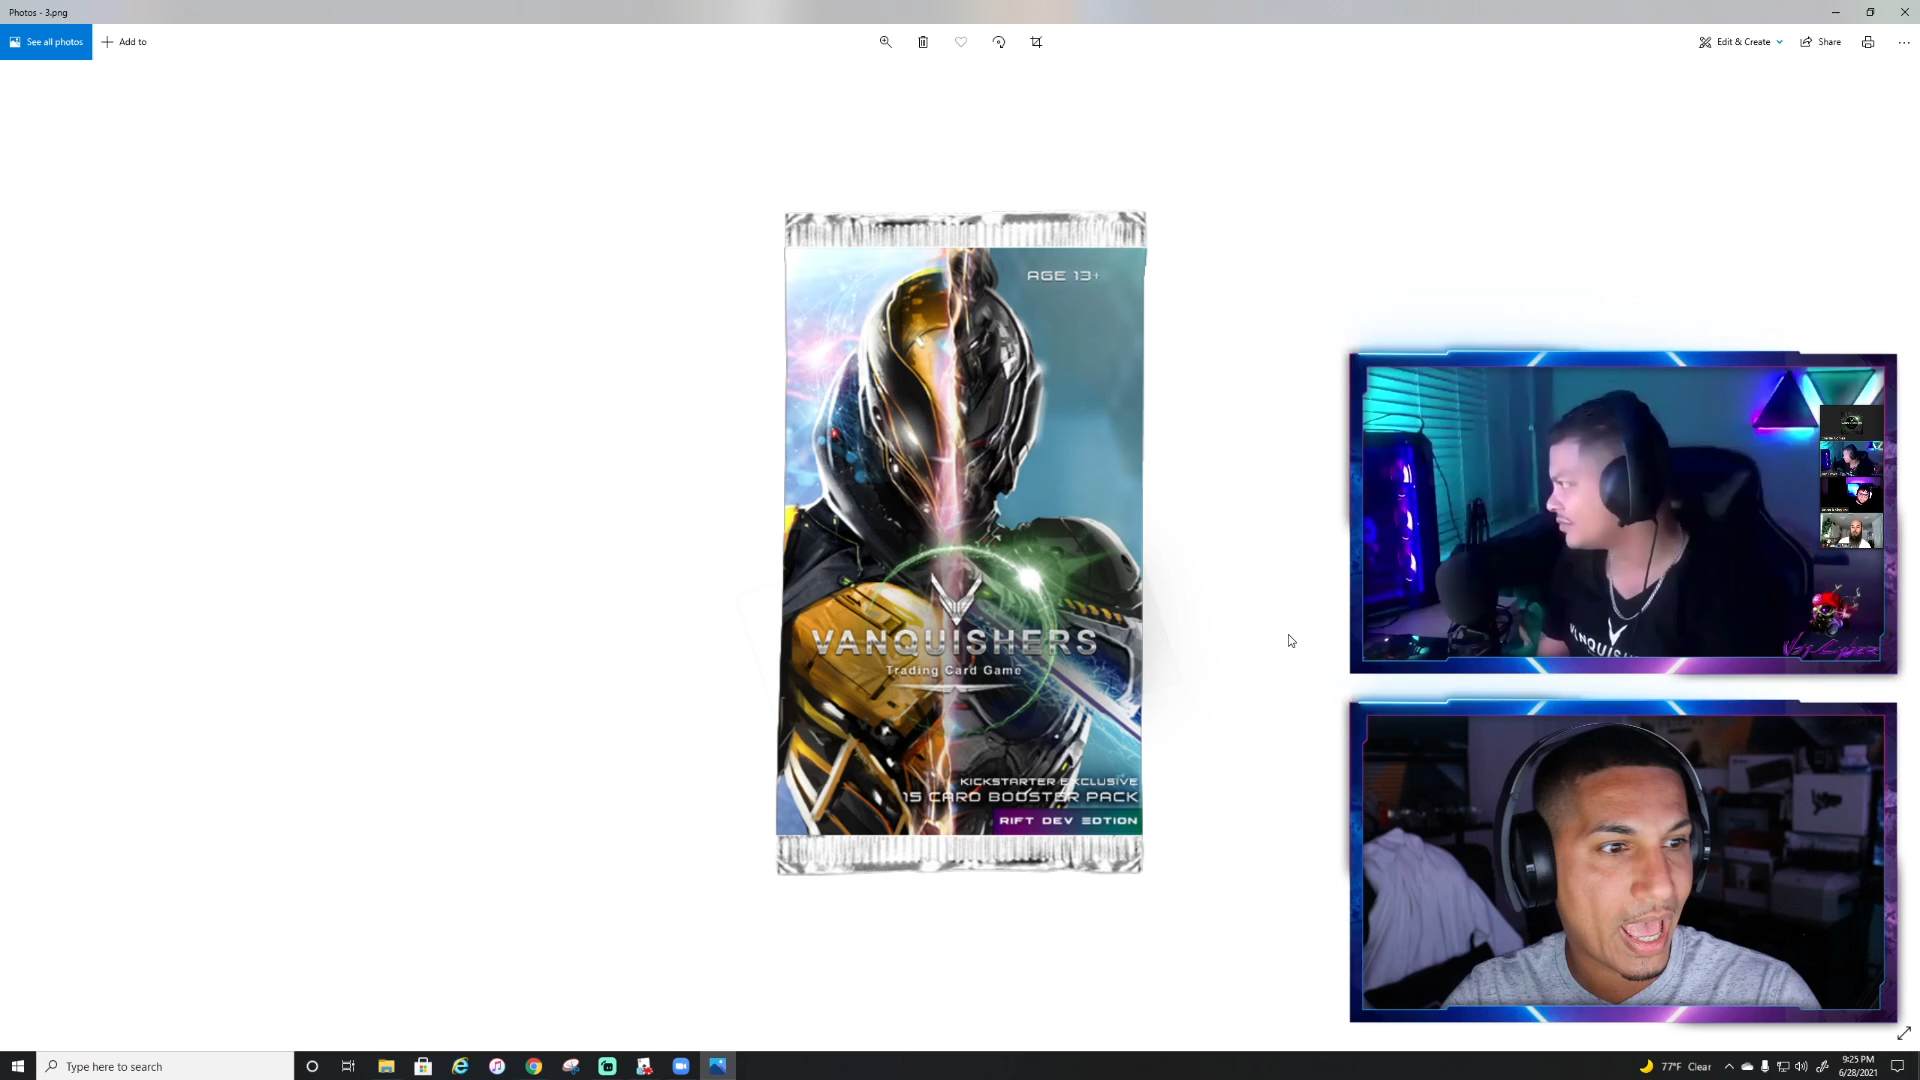 Photos - 3.png
See all photos
Add to
Edit & Create
Share
AGE 13+
VANQUISHERS
Trading Card Game
KICKSTARTER EXCLUSIVE
15 CARD BOOSTER PACK
RIFT DEV EDTION
Type here to search
77°F Clear
9:25 PM
6/28/2021